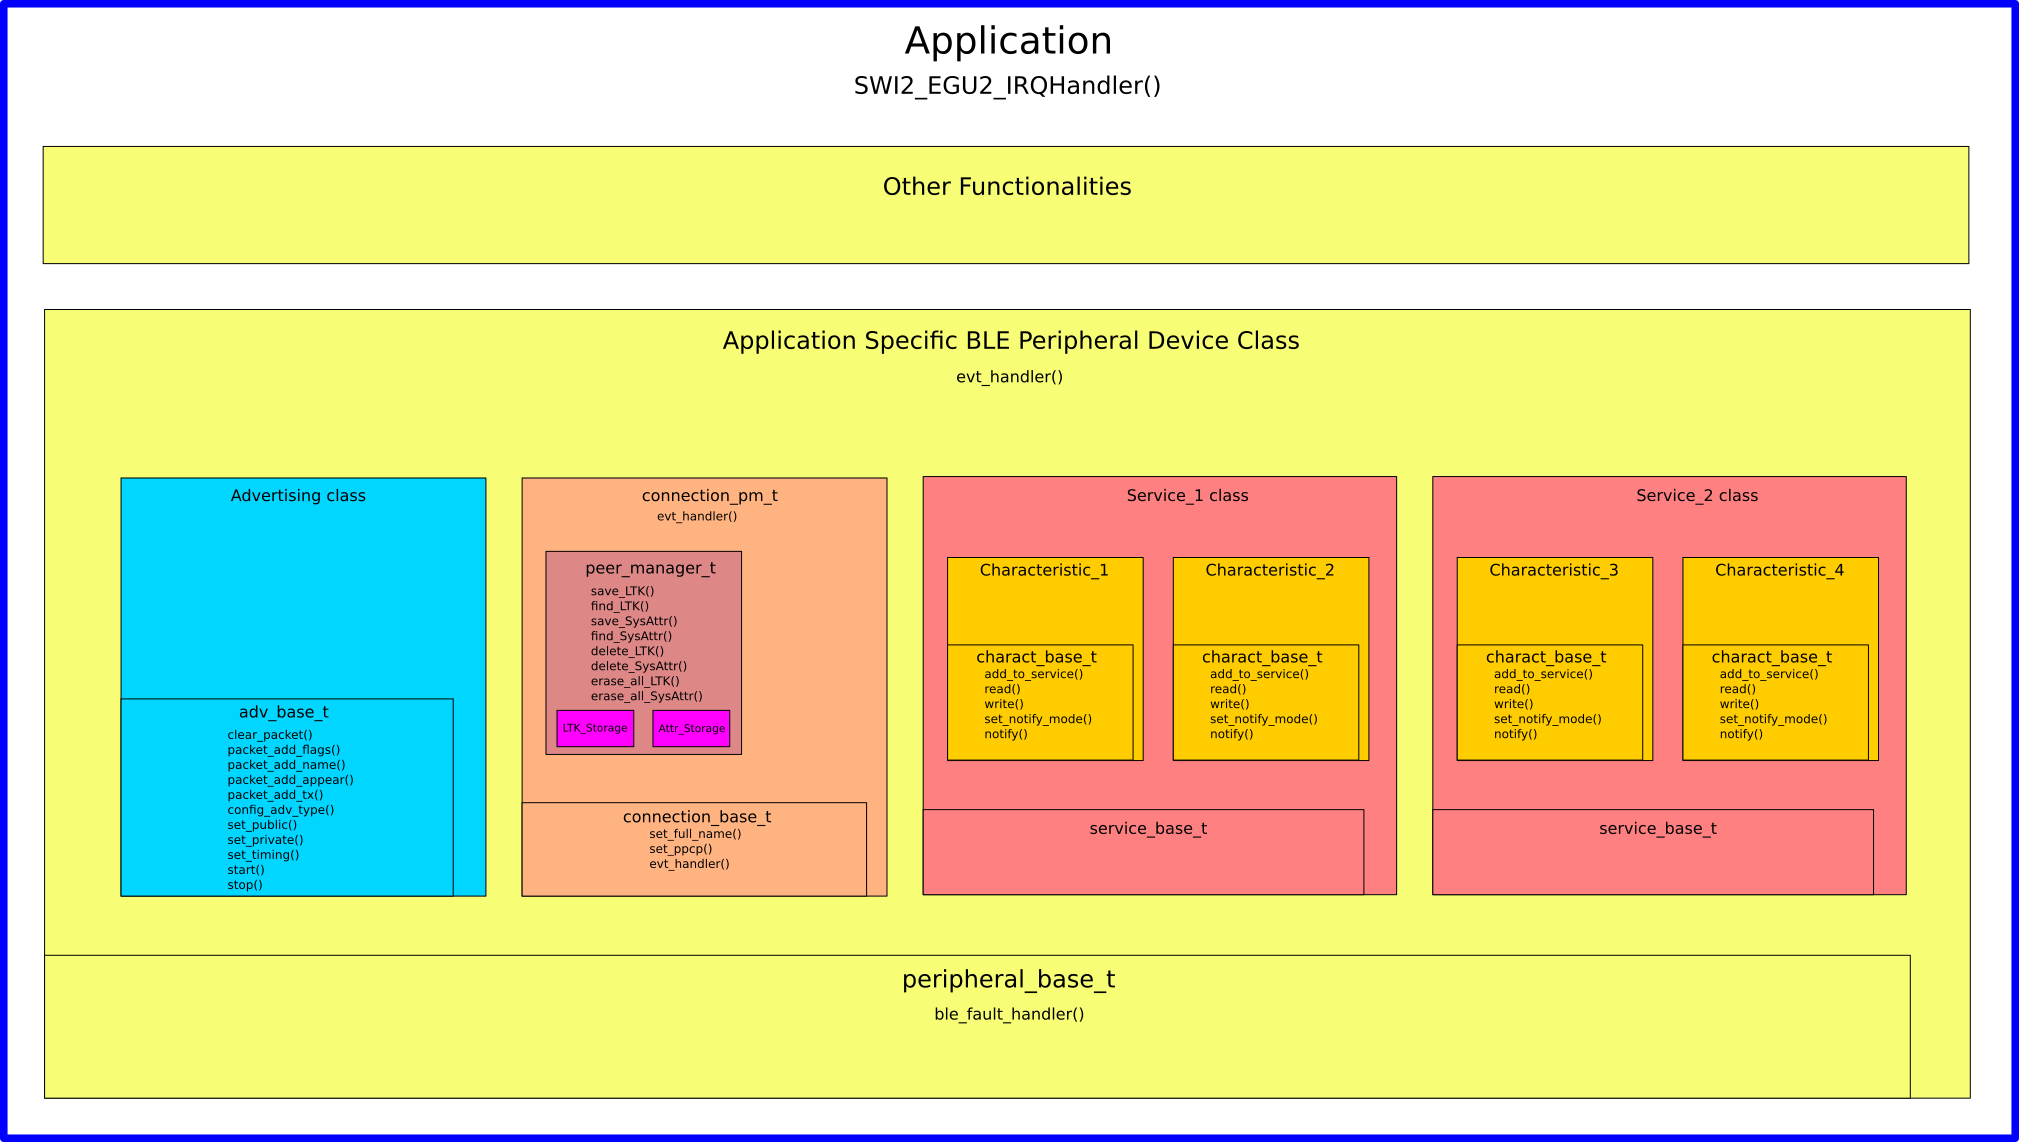 Application
SWI2_EGU2_IRQHandler()
Other Functionalities
Application Specific BLE Peripheral Device Class
evt_handler()
Advertising class
adv_base_t
clear_packet()
packet_add_flags()
packet_add_name()
packet_add_appear()
packet_add_tx()
config_adv_type()
set_public()
set_private()
set_timing()
start()
stop()
connection_pm_t
evt_handler()
peer_manager_t
save_LTK()
find_LTK()
save_SysAttr()
find_SysAttr()
delete_LTK()
delete_SysAttr()
erase_all_LTK()
erase_all_SysAttr()
LTK_Storage
Attr_Storage
connection_base_t
set_full_name()
set_ppcp()
evt_handler()
Service_1 class
Characteristic_1
charact_base_t
add_to_service()
read()
write()
set_notify_mode()
notify()
Characteristic_2
charact_base_t
add_to_service()
read()
write()
set_notify_mode()
notify()
service_base_t
Service_2 class
Characteristic_3
charact_base_t
add_to_service()
read()
write()
set_notify_mode()
notify()
Characteristic_4
charact_base_t
add_to_service()
read()
write()
set_notify_mode()
notify()
service_base_t
peripheral_base_t
ble_fault_handler()